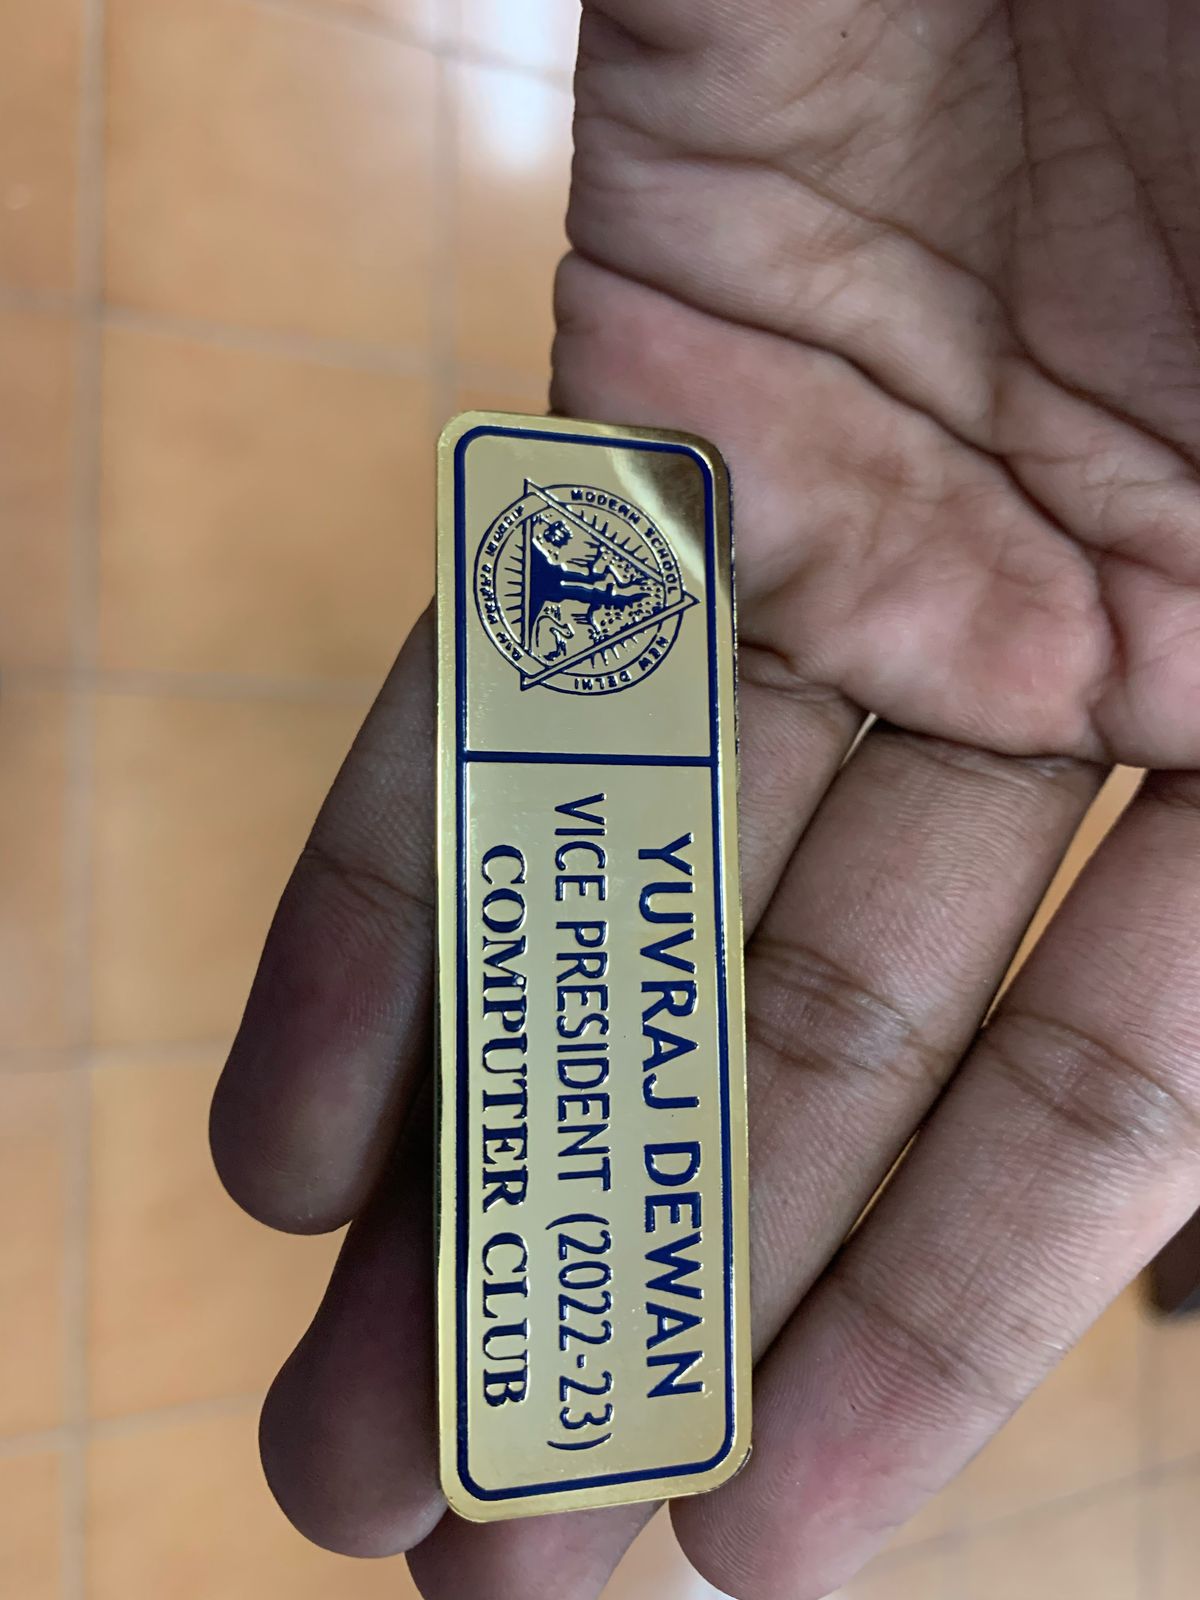 MODERN SCHOOL
NEW DELHI
YUVRAJ DEWAN
VICE PRESIDENT (2022-23)
COMPUTER CLUB